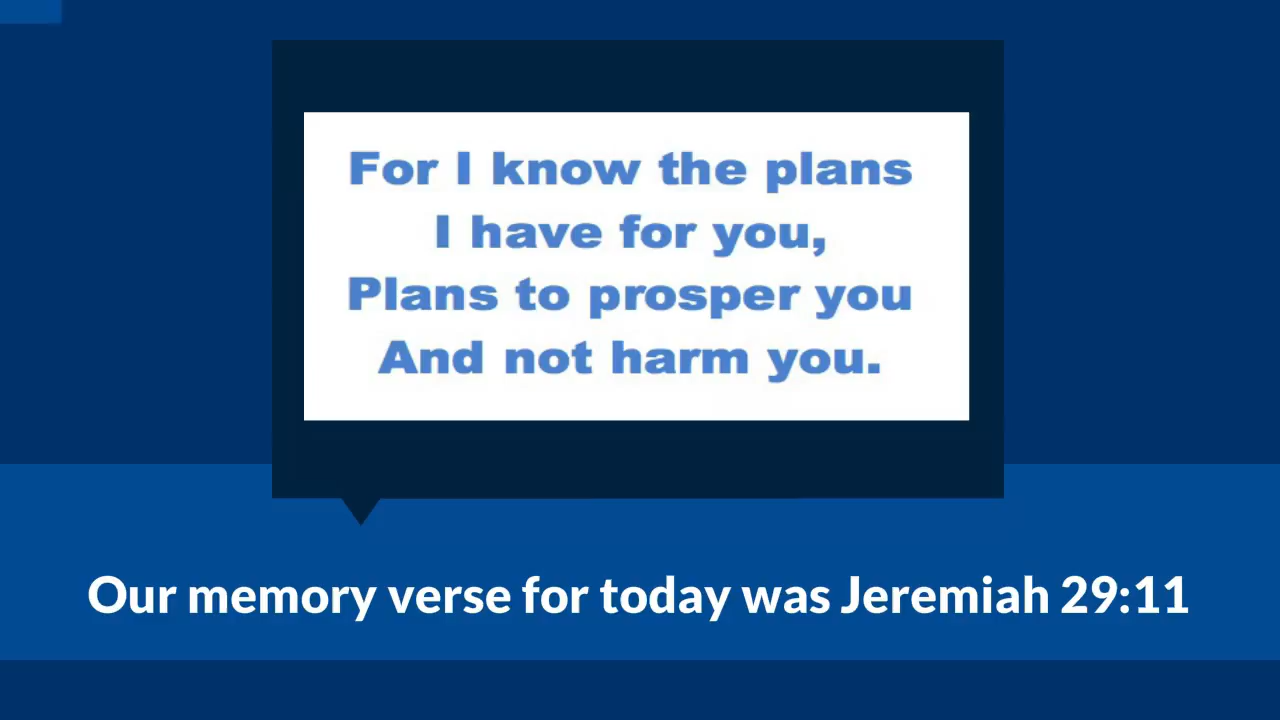 For I know the plans
I have for you,
Plans to prosper you
And not harm you.
Our memory verse for today was Jeremiah 29:11